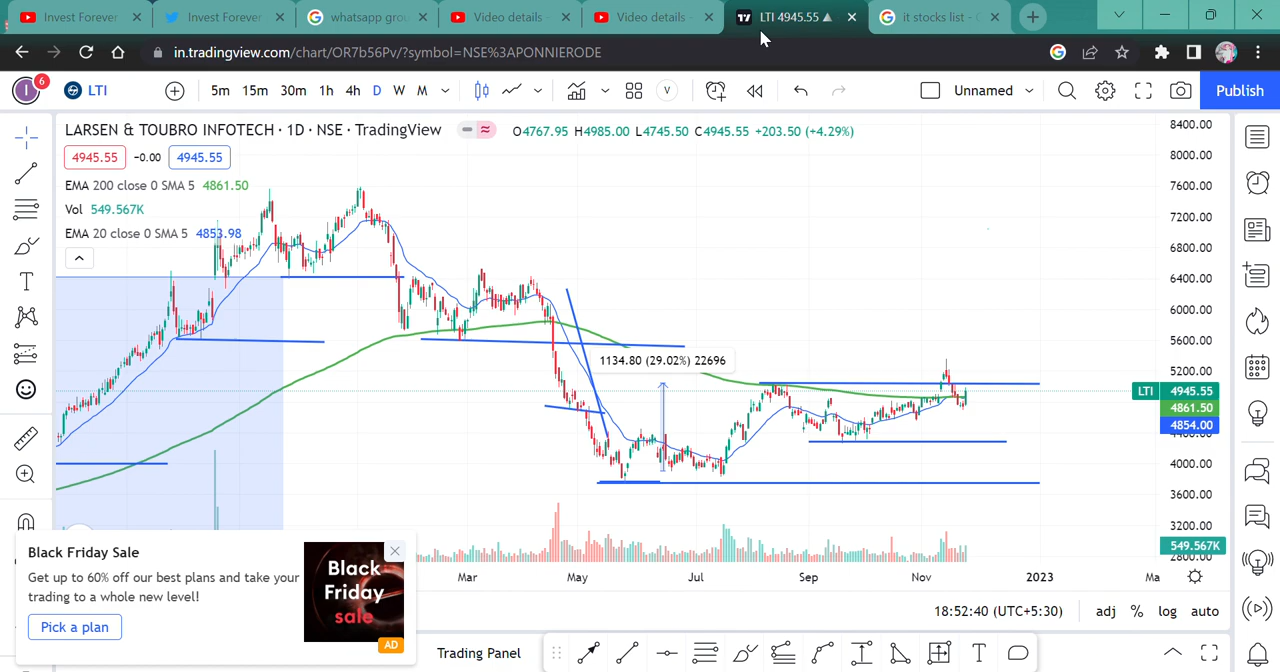 Invest Forever
Invest Forever
whatsapp grou
Video details
Video details
LTI 4945.55
it stocks list - G
in.tradingview.com/chart/OR7b56Pv/?symbol=NSE%3APONNIERODE
I 6 LTI 5m 15m 30m 1h 4h D W M V Unnamed Publish
LARSEN & TOUBRO INFOTECH · 1D · NSE · TradingView O4767.95 H4985.00 L4745.50 C4945.55 +203.50 (+4.29%)
4945.55 -0.00 4945.55
EMA 200 close 0 SMA 5 4861.50
Vol 549.567K
EMA 20 close 0 SMA 5 4853.98
1134.80 (29.02%) 22696
8400.00
8000.00
7600.00
7200.00
6800.00
6400.00
6000.00
5600.00
5200.00
LTI 4945.55
4861.50
4854.00
4400.00
4000.00
3600.00
3200.00
549.567K
2800.00
Mar May Jul Sep Nov 2023 Ma
18:52:40 (UTC+5:30) adj % log auto
Black Friday Sale
Get up to 60% off our best plans and take your
trading to a whole new level!
Pick a plan
Black
Friday
sale
AD
Trading Panel